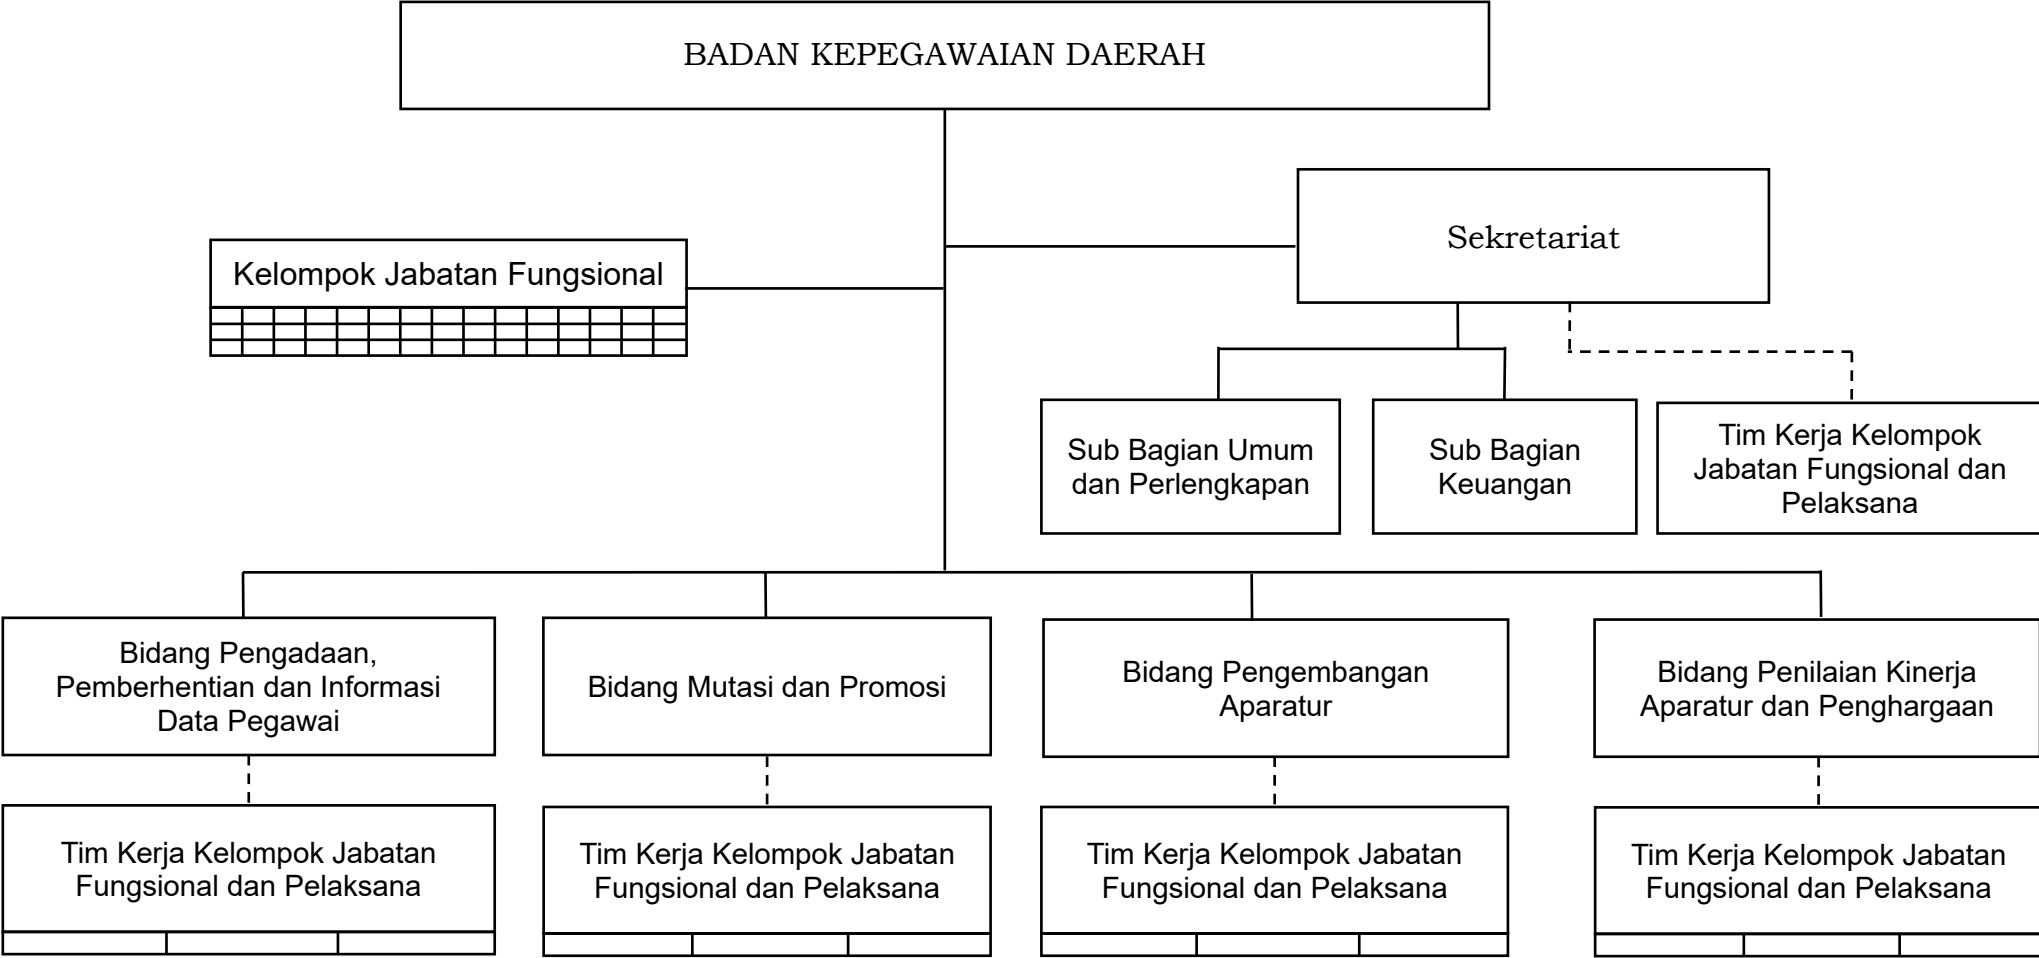 BADAN KEPEGAWAIAN DAERAH
Sekretariat
Kelompok Jabatan Fungsional
Sub Bagian Umum
dan Perlengkapan
Sub Bagian
Keuangan
Tim Kerja Kelompok
Jabatan Fungsional dan
Pelaksana
Bidang Pengadaan,
Pemberhentian dan Informasi
Data Pegawai
Bidang Mutasi dan Promosi
Bidang Pengembangan
Aparatur
Bidang Penilaian Kinerja
Aparatur dan Penghargaan
Tim Kerja Kelompok Jabatan
Fungsional dan Pelaksana
Tim Kerja Kelompok Jabatan
Fungsional dan Pelaksana
Tim Kerja Kelompok Jabatan
Fungsional dan Pelaksana
Tim Kerja Kelompok Jabatan
Fungsional dan Pelaksana